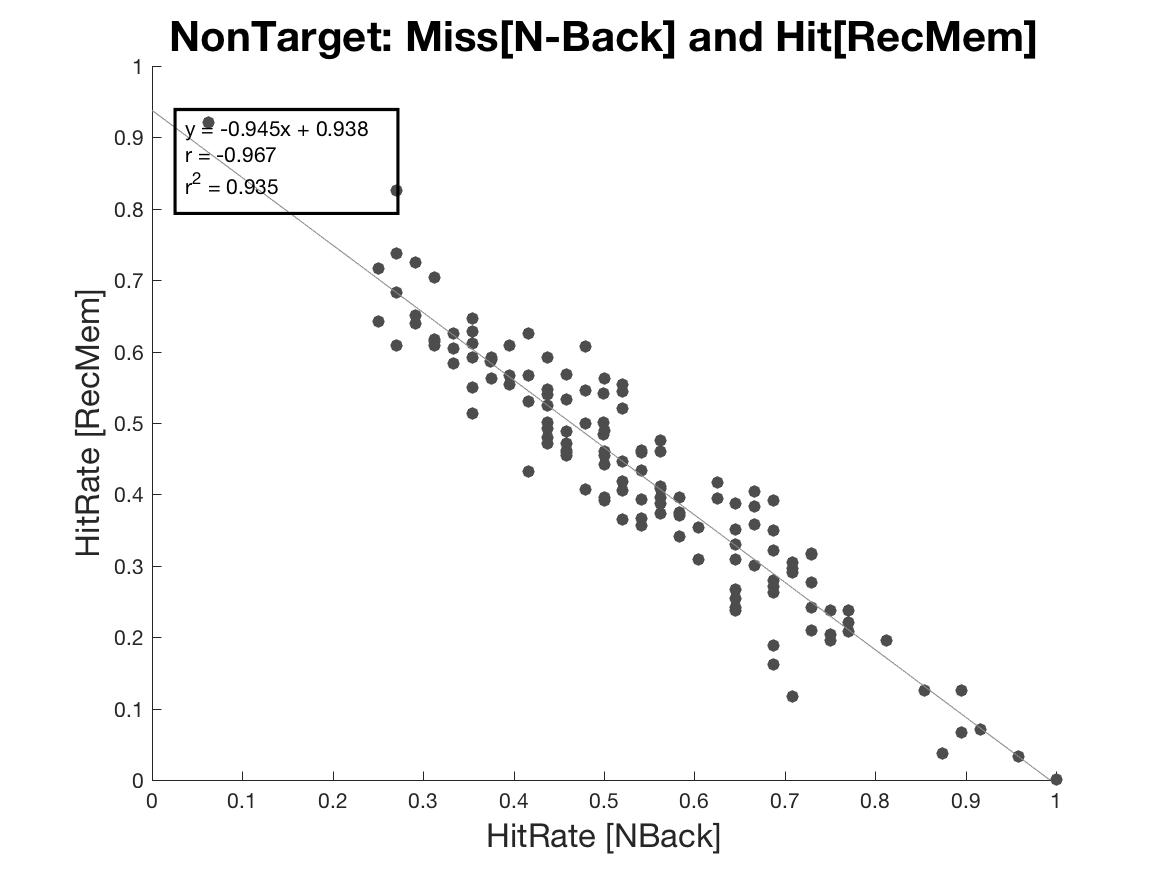 NonTarget: Miss[N-Back] and Hit[RecMem]
1
0.9
0.8
0.7
0.6
0.5
0.4
0.3
0.2
0.1
0
y = -0.945x + 0.938
r = -0.967
r² = 0.935
HitRate [RecMem]
0 0.1 0.2 0.3 0.4 0.5 0.6 0.7 0.8 0.9 1
HitRate [NBack]